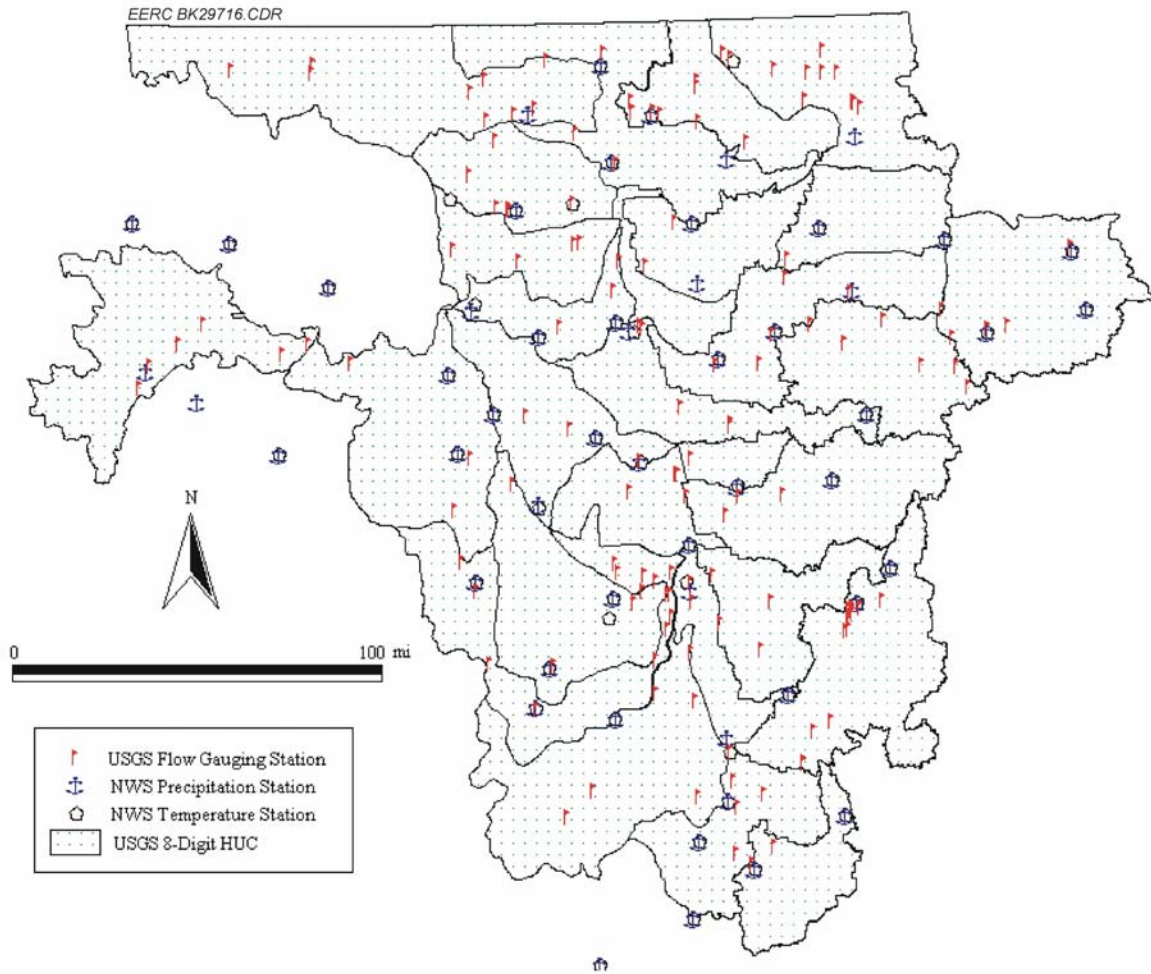 EERC BK29716.CDR
N
0 100 mi
USGS Flow Gauging Station
NWS Precipitation Station
NWS Temperature Station
USGS 8-Digit HUC